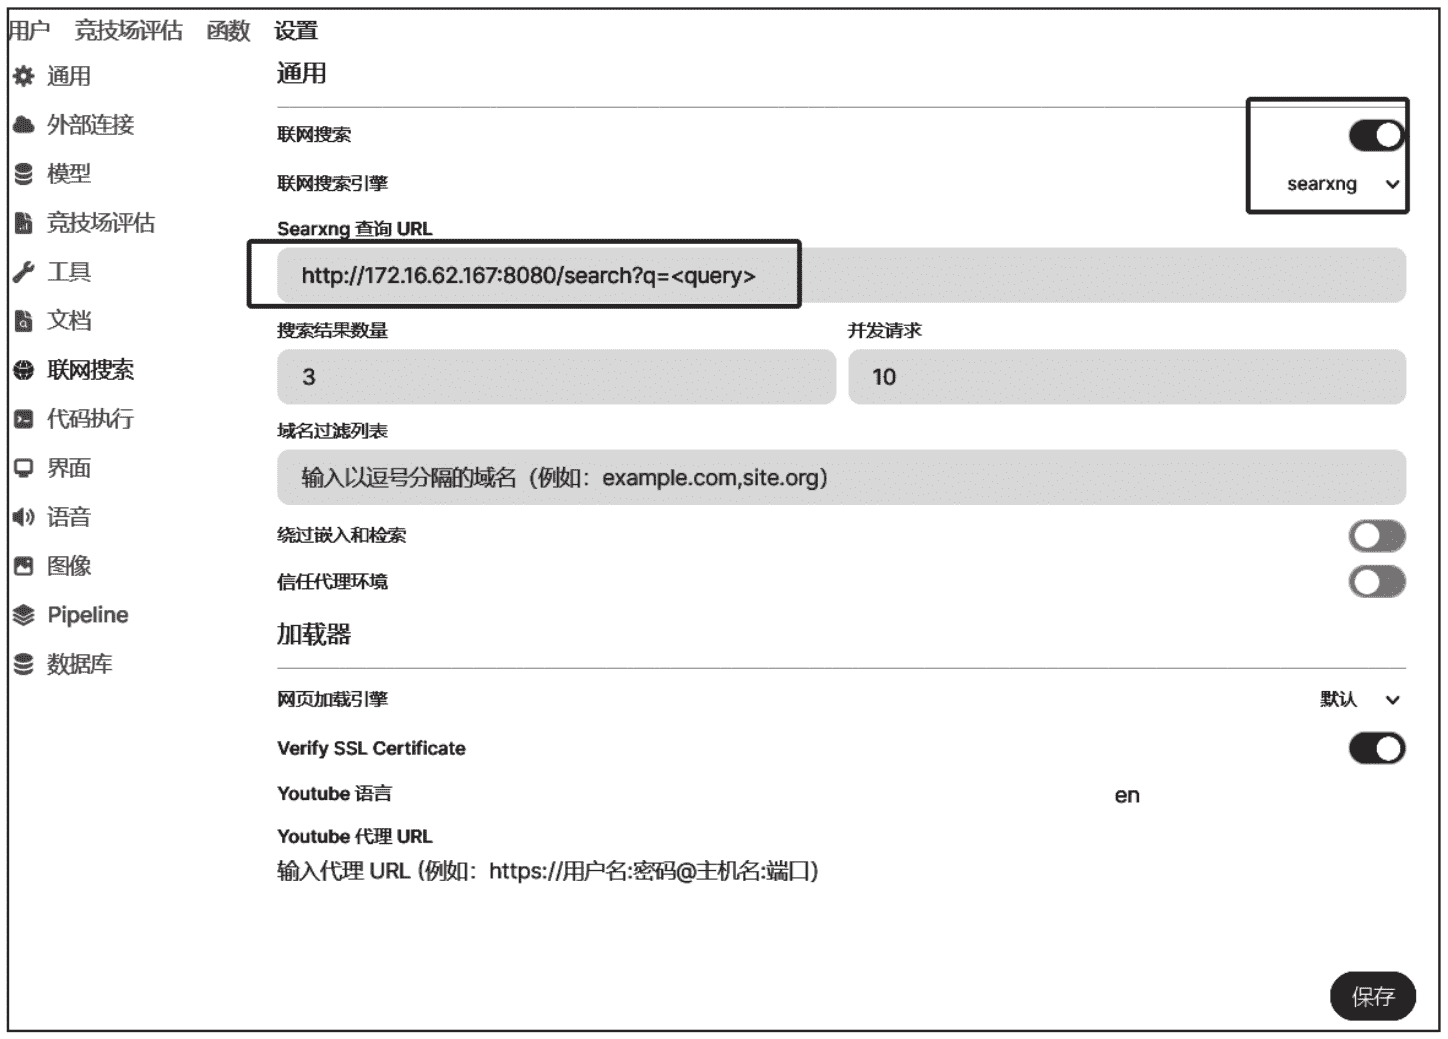 用户 竞技场评估 函数 设置
通用
外部连接
模型
竞技场评估
工具
文档
联网搜索
代码执行
界面
语音
图像
Pipeline
数据库
通用
联网搜索
联网搜索引擎 searxng
Searxng 查询 URL
http://172.16.62.167:8080/search?q=<query>
搜索结果数量 并发请求
3 10
域名过滤列表
输入以逗号分隔的域名（例如：example.com,site.org）
绕过嵌入和检索
信任代理环境
加载器
网页加载引擎 默认
Verify SSL Certificate
Youtube 语言 en
Youtube 代理 URL
输入代理 URL (例如：https://用户名:密码@主机名:端口)
保存